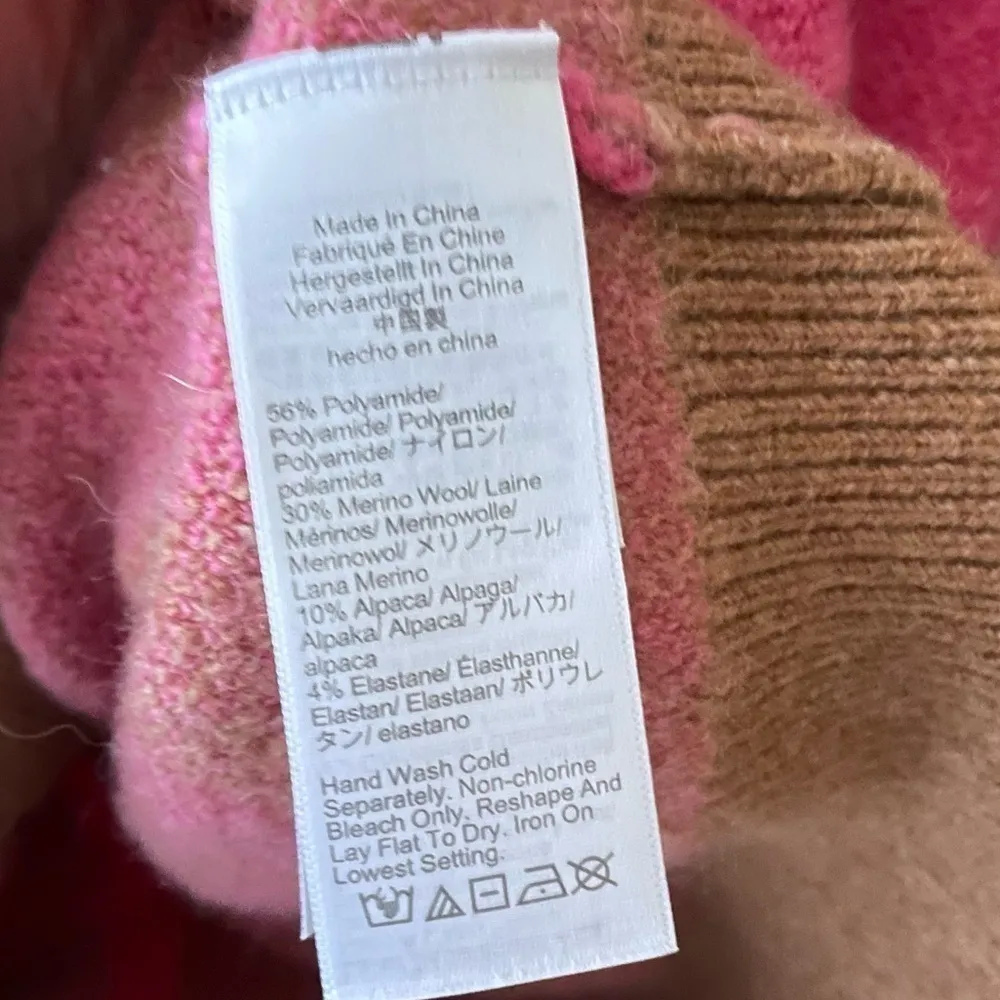 Made In China
Fabriqué En Chine
Hergestellt In China
Vervaardigd In China
中国製
hecho en china
56% Polyamide/
Polyamide/ Polyamide/
Polyamide/ ナイロン/
poliamida
30% Merino Wool/ Laine
Mérinos/ Merinowolle/
Merinowol/ メリノウール/
Lana Merino
10% Alpaca/ Alpaga/
Alpaka/ Alpaca/ アルパカ/
alpaca
4% Elastane/ Élasthanne/
Elastan/ Elastaan/ ポリウレ
タン/ elastano
Hand Wash Cold
Separately. Non-chlorine
Bleach Only. Reshape And
Lay Flat To Dry. Iron On
Lowest Setting.